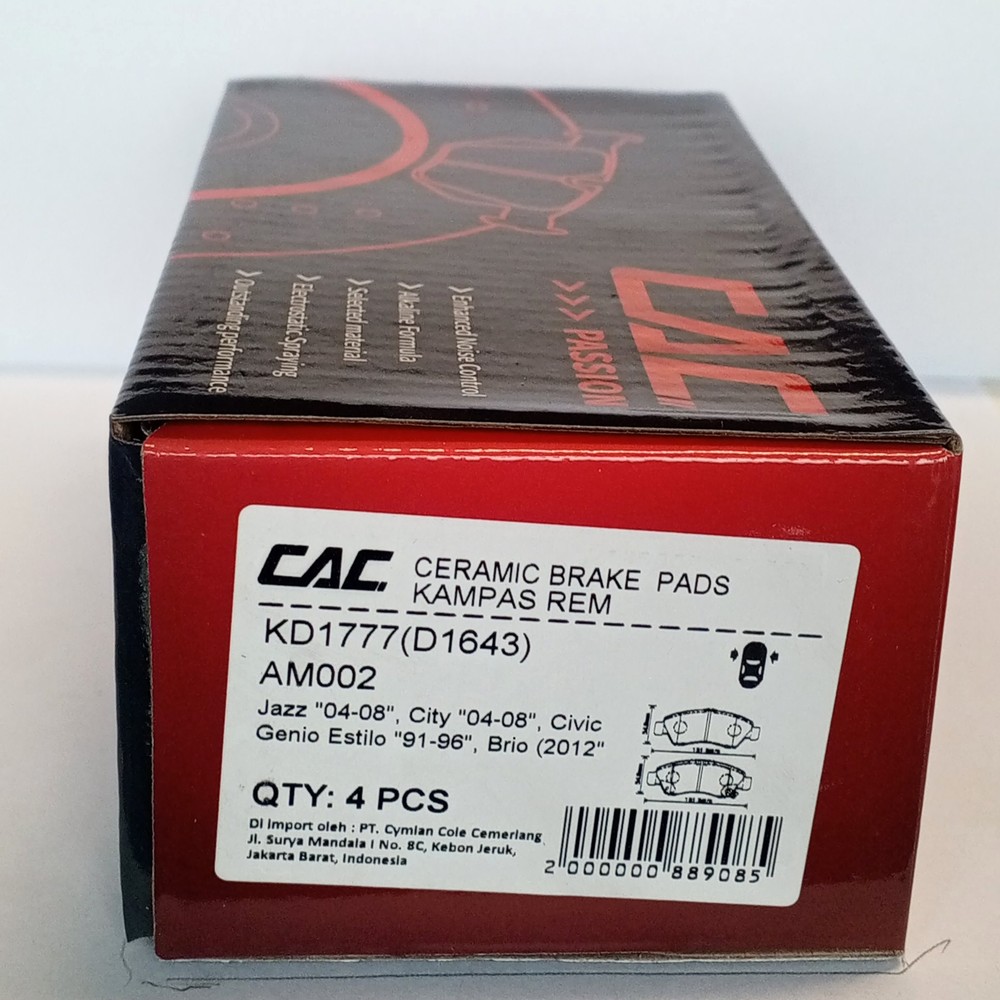 CAC
>>> PASSION
> Enhanced Noise Control
> Alkaline Formula
> Selected material
> Electrostatic Spraying
> Outstanding performance
CAC CERAMIC BRAKE PADS
KAMPAS REM
KD1777(D1643)
AM002
Jazz "04-08", City "04-08", Civic
Genio Estilo "91-96", Brio (2012"
QTY: 4 PCS
Di Import oleh : PT. Cymian Cole Cemerlang
Jl. Surya Mandala I No. 8C, Kebon Jeruk,
Jakarta Barat, Indonesia
2 000000 889085